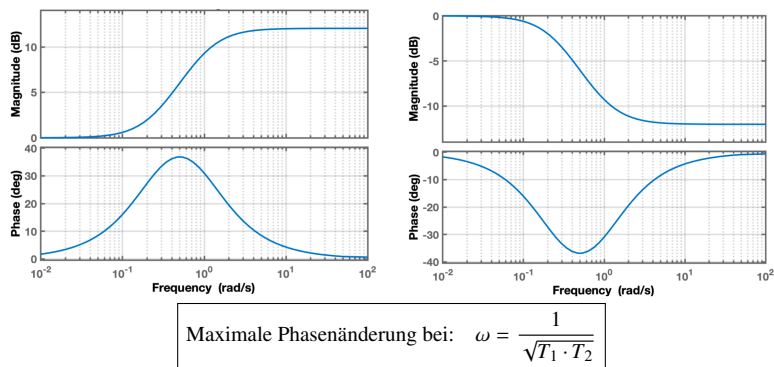 Magnitude (dB)
10
5
0
Phase (deg)
40
30
20
10
0
10^-2 10^-1 10^0 10^1 10^2
Frequency (rad/s)
Magnitude (dB)
0
-5
-10
Phase (deg)
0
-10
-20
-30
-40
10^-2 10^-1 10^0 10^1 10^2
Frequency (rad/s)
Maximale Phasenänderung bei: ω = 1 / √(T₁ · T₂)